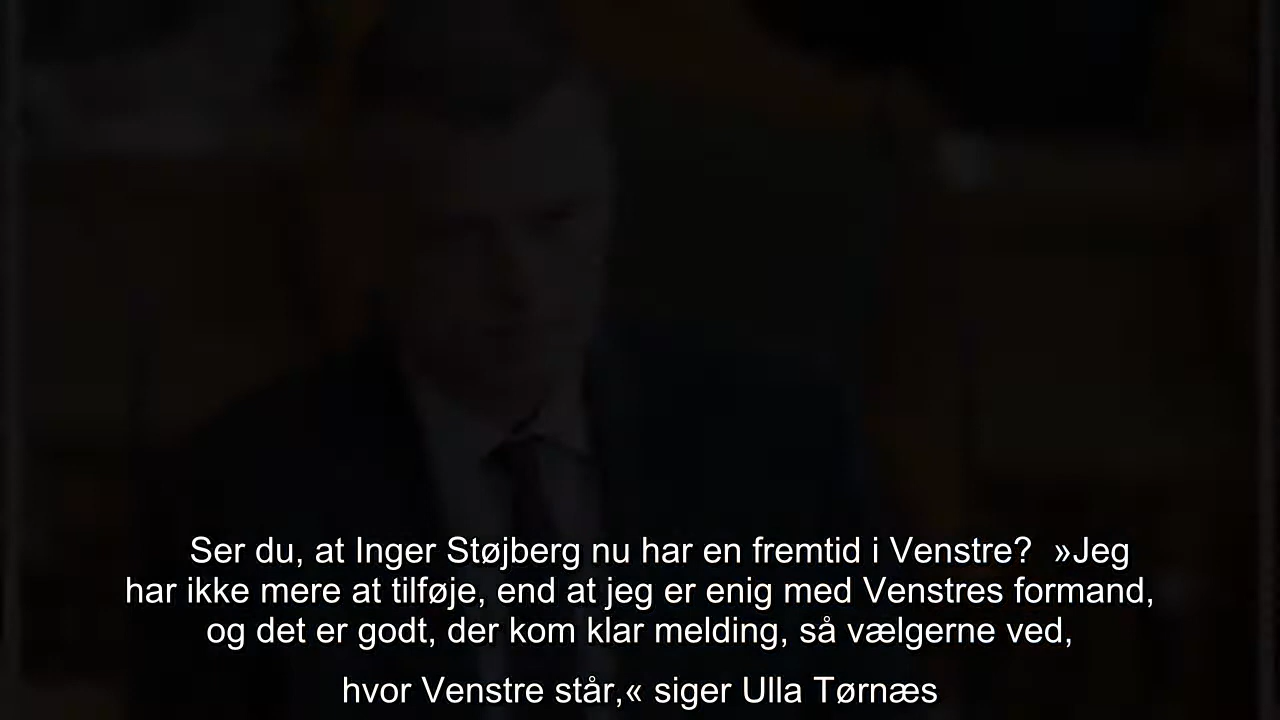 Ser du, at Inger Støjberg nu har en fremtid i Venstre?  »Jeg
har ikke mere at tilføje, end at jeg er enig med Venstres formand,
og det er godt, der kom klar melding, så vælgerne ved,
hvor Venstre står,« siger Ulla Tørnæs